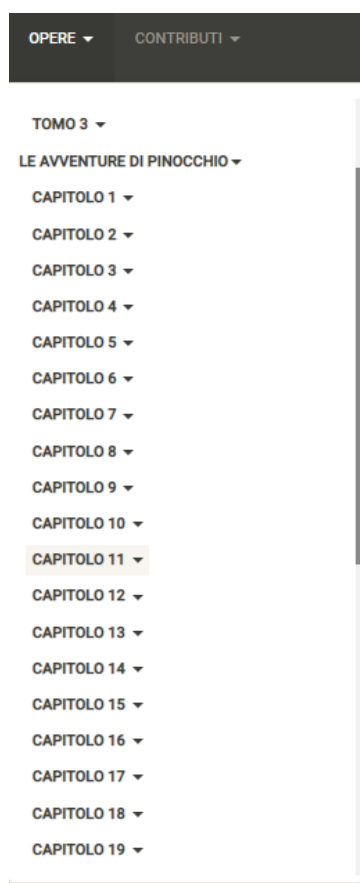 OPERE CONTRIBUTI
TOMO 3
LE AVVENTURE DI PINOCCHIO
CAPITOLO 1
CAPITOLO 2
CAPITOLO 3
CAPITOLO 4
CAPITOLO 5
CAPITOLO 6
CAPITOLO 7
CAPITOLO 8
CAPITOLO 9
CAPITOLO 10
CAPITOLO 11
CAPITOLO 12
CAPITOLO 13
CAPITOLO 14
CAPITOLO 15
CAPITOLO 16
CAPITOLO 17
CAPITOLO 18
CAPITOLO 19